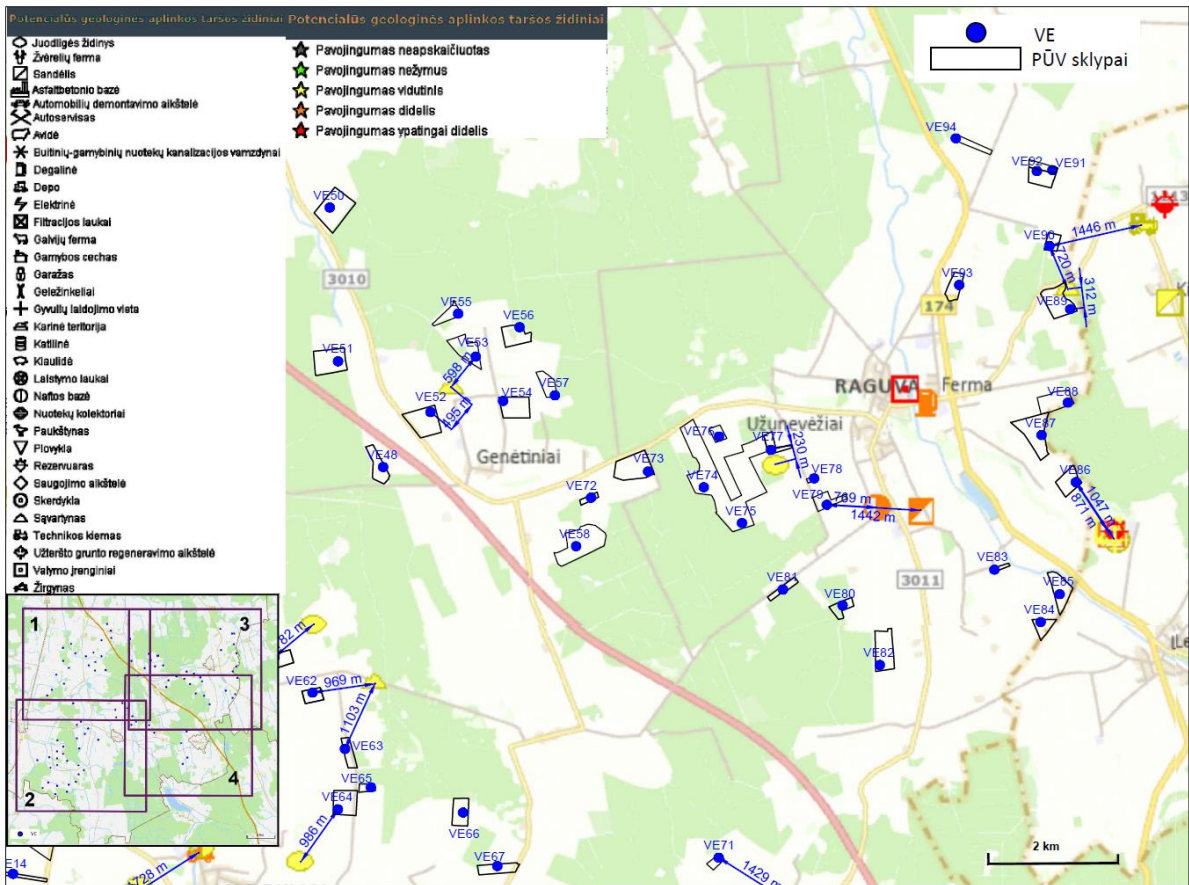 Potencialūs geologinės aplinkos taršos židiniai
Juodligės židinys
Žvėrelių ferma
Sandėlis
Asfaltbetonio bazė
Automobilių demontavimo aikštelė
Autoservisas
Avidė
Buitinių-gamybinių nuotekų kanalizacijos vamzdynai
Degalinė
Depo
Elektrinė
Filtracijos laukai
Galvijų ferma
Gamybos cechas
Garažas
Geležinkeliai
Gyvulių laidojimo vieta
Karinė teritorija
Katilinė
Kiaulidė
Laistymo laukai
Naftos bazė
Nuotekų kolektoriai
Paukštynas
Plovykla
Rezervuaras
Saugojimo aikštelė
Skerdykla
Sąvartynas
Technikos kiemas
Užteršto grunto regeneravimo aikštelė
Valymo įrenginiai
Žirgynas
Potencialūs geologinės aplinkos taršos židiniai
Pavojingumas neapskaičiuotas
Pavojingumas nežymus
Pavojingumas vidutinis
Pavojingumas didelis
Pavojingumas ypatingai didelis
VE
PŪV sklypai
VE94
VE92
VE91
VE50
VE90
1446 m
720 m
3010
VE93
312 m
VE89
174
VE55
VE56
VE53
VE51
598 m
VE57
VE54
VE52
495 m
RAGUVA
Ferma
VE88
Užunevėžiai
VE87
VE76
VE77
230 m
Genėtiniai
VE48
VE73
VE74
VE78
VE86
VE72
VE79
769 m
1442 m
1047 m
871 m
VE75
VE58
VE83
3011
VE81
VE80
VE85
VE84
VE82
82 m
VE62
969 m
1103 m
VE63
VE65
VE64
VE66
986 m
VE67
VE71
1429 m
E14
1728 m
2 km
1
3
2
4
VE